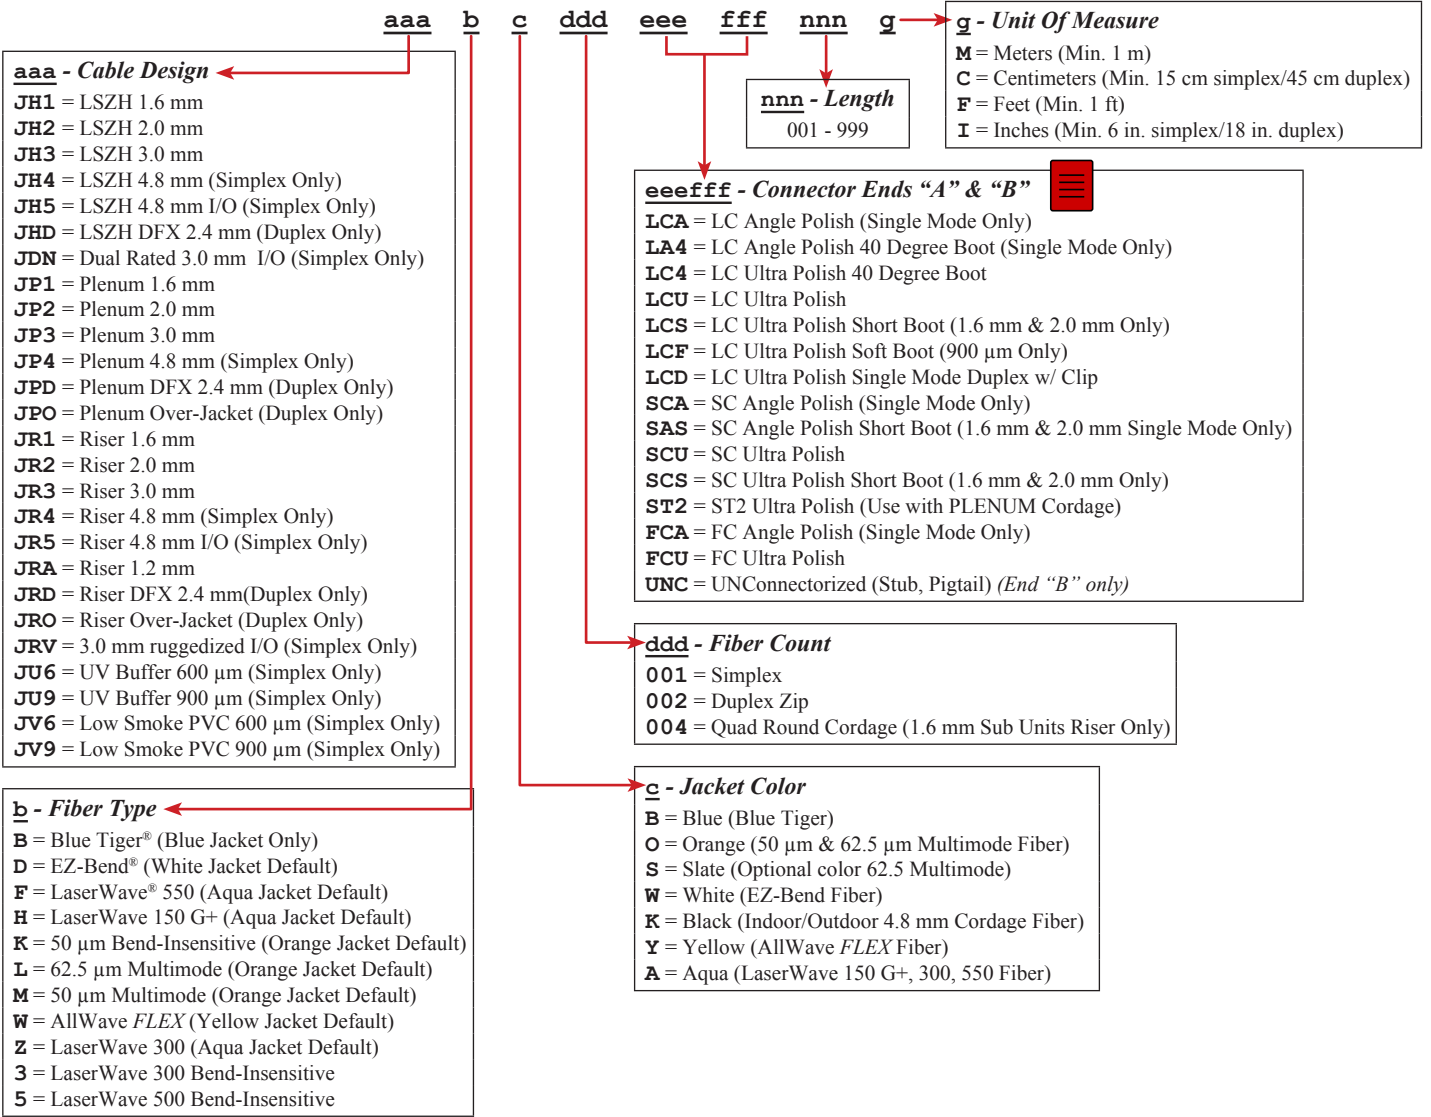 aaa b c ddd eee fff nnn g
g - Unit Of Measure
M = Meters (Min. 1 m)
C = Centimeters (Min. 15 cm simplex/45 cm duplex)
F = Feet (Min. 1 ft)
I = Inches (Min. 6 in. simplex/18 in. duplex)
nnn - Length
001 - 999
aaa - Cable Design
JH1 = LSZH 1.6 mm
JH2 = LSZH 2.0 mm
JH3 = LSZH 3.0 mm
JH4 = LSZH 4.8 mm (Simplex Only)
JH5 = LSZH 4.8 mm I/O (Simplex Only)
JHD = LSZH DFX 2.4 mm (Duplex Only)
JDN = Dual Rated 3.0 mm I/O (Simplex Only)
JP1 = Plenum 1.6 mm
JP2 = Plenum 2.0 mm
JP3 = Plenum 3.0 mm
JP4 = Plenum 4.8 mm (Simplex Only)
JPD = Plenum DFX 2.4 mm (Duplex Only)
JPO = Plenum Over-Jacket (Duplex Only)
JR1 = Riser 1.6 mm
JR2 = Riser 2.0 mm
JR3 = Riser 3.0 mm
JR4 = Riser 4.8 mm (Simplex Only)
JR5 = Riser 4.8 mm I/O (Simplex Only)
JRA = Riser 1.2 mm
JRD = Riser DFX 2.4 mm(Duplex Only)
JRO = Riser Over-Jacket (Duplex Only)
JRV = 3.0 mm ruggedized I/O (Simplex Only)
JU6 = UV Buffer 600 µm (Simplex Only)
JU9 = UV Buffer 900 µm (Simplex Only)
JV6 = Low Smoke PVC 600 µm (Simplex Only)
JV9 = Low Smoke PVC 900 µm (Simplex Only)
eeefff - Connector Ends “A” & “B”
LCA = LC Angle Polish (Single Mode Only)
LA4 = LC Angle Polish 40 Degree Boot (Single Mode Only)
LC4 = LC Ultra Polish 40 Degree Boot
LCU = LC Ultra Polish
LCS = LC Ultra Polish Short Boot (1.6 mm & 2.0 mm Only)
LCF = LC Ultra Polish Soft Boot (900 µm Only)
LCD = LC Ultra Polish Single Mode Duplex w/ Clip
SCA = SC Angle Polish (Single Mode Only)
SAS = SC Angle Polish Short Boot (1.6 mm & 2.0 mm Single Mode Only)
SCU = SC Ultra Polish
SCS = SC Ultra Polish Short Boot (1.6 mm & 2.0 mm Only)
ST2 = ST2 Ultra Polish (Use with PLENUM Cordage)
FCA = FC Angle Polish (Single Mode Only)
FCU = FC Ultra Polish
UNC = UNConnectorized (Stub, Pigtail) (End “B” only)
ddd - Fiber Count
001 = Simplex
002 = Duplex Zip
004 = Quad Round Cordage (1.6 mm Sub Units Riser Only)
b - Fiber Type
B = Blue Tiger® (Blue Jacket Only)
D = EZ-Bend® (White Jacket Default)
F = LaserWave® 550 (Aqua Jacket Default)
H = LaserWave 150 G+ (Aqua Jacket Default)
K = 50 µm Bend-Insensitive (Orange Jacket Default)
L = 62.5 µm Multimode (Orange Jacket Default)
M = 50 µm Multimode (Orange Jacket Default)
W = AllWave FLEX (Yellow Jacket Default)
Z = LaserWave 300 (Aqua Jacket Default)
3 = LaserWave 300 Bend-Insensitive
5 = LaserWave 500 Bend-Insensitive
c - Jacket Color
B = Blue (Blue Tiger)
O = Orange (50 µm & 62.5 µm Multimode Fiber)
S = Slate (Optional color 62.5 Multimode)
W = White (EZ-Bend Fiber)
K = Black (Indoor/Outdoor 4.8 mm Cordage Fiber)
Y = Yellow (AllWave FLEX Fiber)
A = Aqua (LaserWave 150 G+, 300, 550 Fiber)